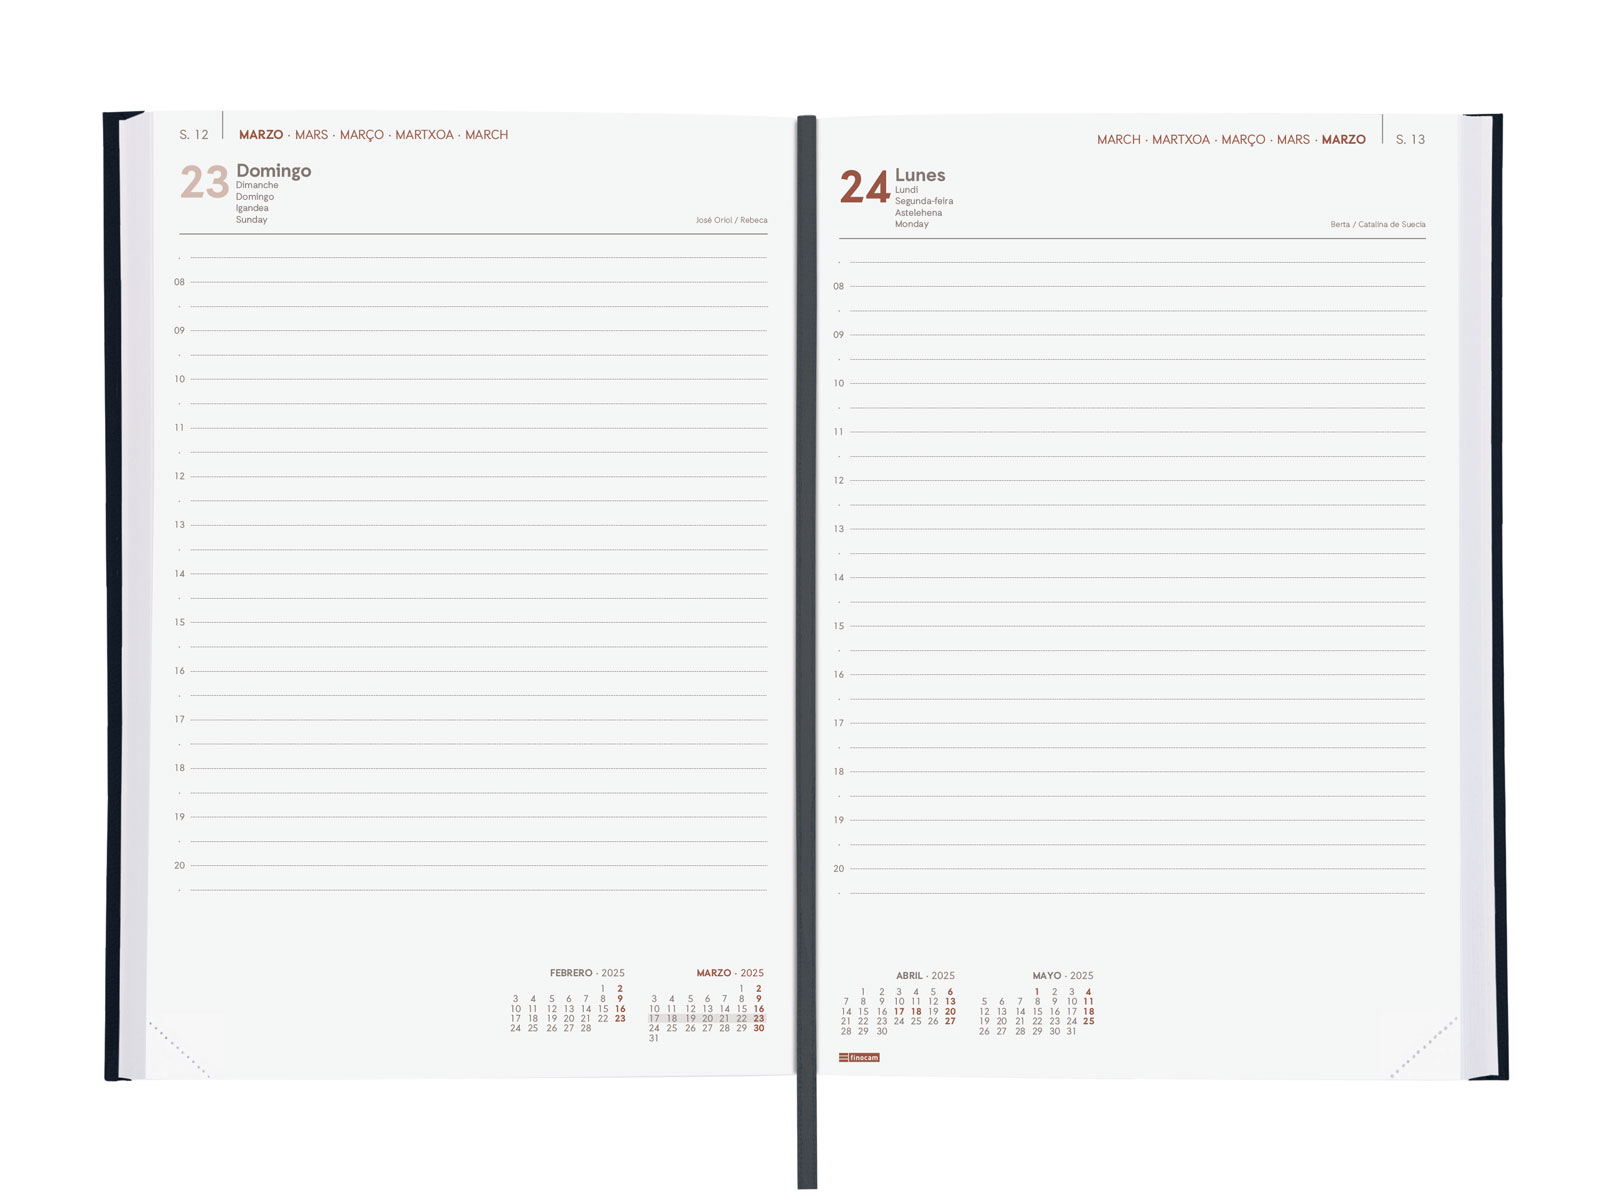 S. 12 MARZO · MARS · MARÇO · MARTXOA · MARCH
23 Domingo
Dimanche
Domingo
Igandea
Sunday
José Oriol / Rebeca
08
09
10
11
12
13
14
15
16
17
18
19
20
FEBRERO · 2025
1 2
3 4 5 6 7 8 9
10 11 12 13 14 15 16
17 18 19 20 21 22 23
24 25 26 27 28
MARZO · 2025
1 2
3 4 5 6 7 8 9
10 11 12 13 14 15 16
17 18 19 20 21 22 23
24 25 26 27 28 29 30
31
MARCH · MARTXOA · MARÇO · MARS · MARZO S. 13
24 Lunes
Lundi
Segunda-feira
Astelehena
Monday
Berta / Catalina de Suecia
08
09
10
11
12
13
14
15
16
17
18
19
20
ABRIL · 2025
1 2 3 4 5 6
7 8 9 10 11 12 13
14 15 16 17 18 19 20
21 22 23 24 25 26 27
28 29 30
MAYO · 2025
1 2 3 4
5 6 7 8 9 10 11
12 13 14 15 16 17 18
19 20 21 22 23 24 25
26 27 28 29 30 31
finocam